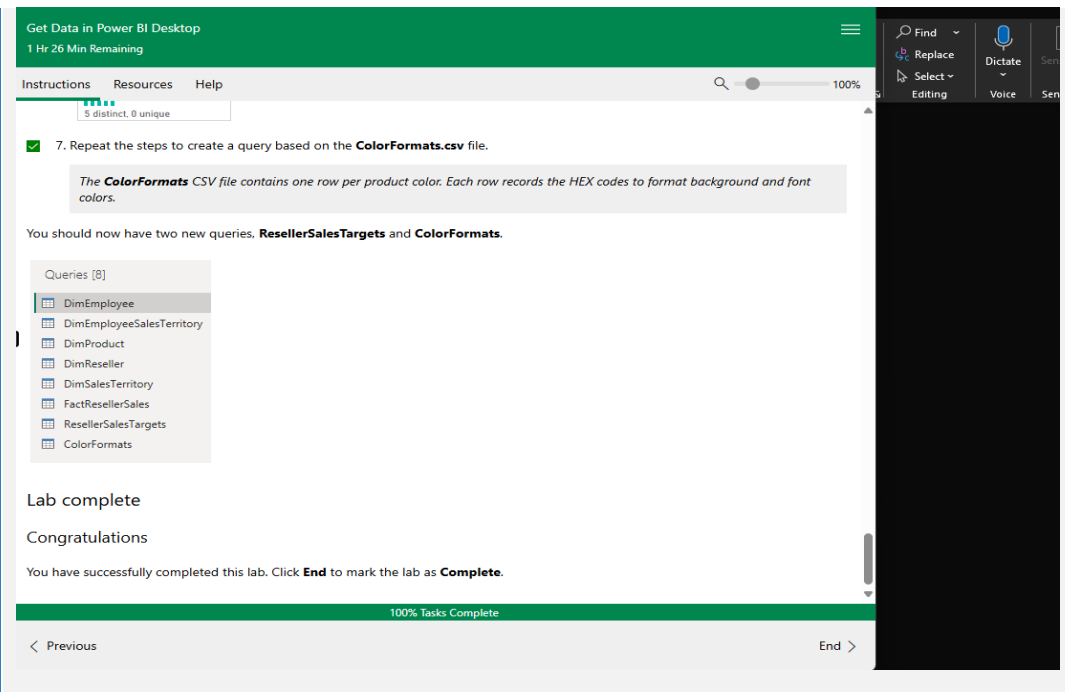 Get Data in Power BI Desktop
1 Hr 26 Min Remaining
Instructions Resources Help
100%
5 distinct, 0 unique
7. Repeat the steps to create a query based on the ColorFormats.csv file.
The ColorFormats CSV file contains one row per product color. Each row records the HEX codes to format background and font
colors.
You should now have two new queries, ResellerSalesTargets and ColorFormats.
Queries [8]
DimEmployee
DimEmployeeSalesTerritory
DimProduct
DimReseller
DimSalesTerritory
FactResellerSales
ResellerSalesTargets
ColorFormats
Lab complete
Congratulations
You have successfully completed this lab. Click End to mark the lab as Complete.
100% Tasks Complete
Previous
End
Find
Replace
Select
Editing
Dictate
Voice
Sen
Sen